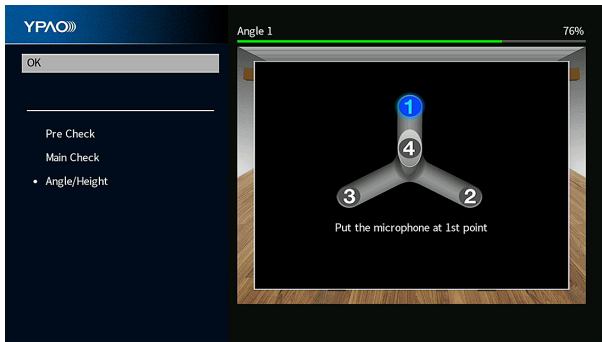 YPAO
Angle 1
76%
OK
Pre Check
Main Check
• Angle/Height
1
4
3
2
Put the microphone at 1st point